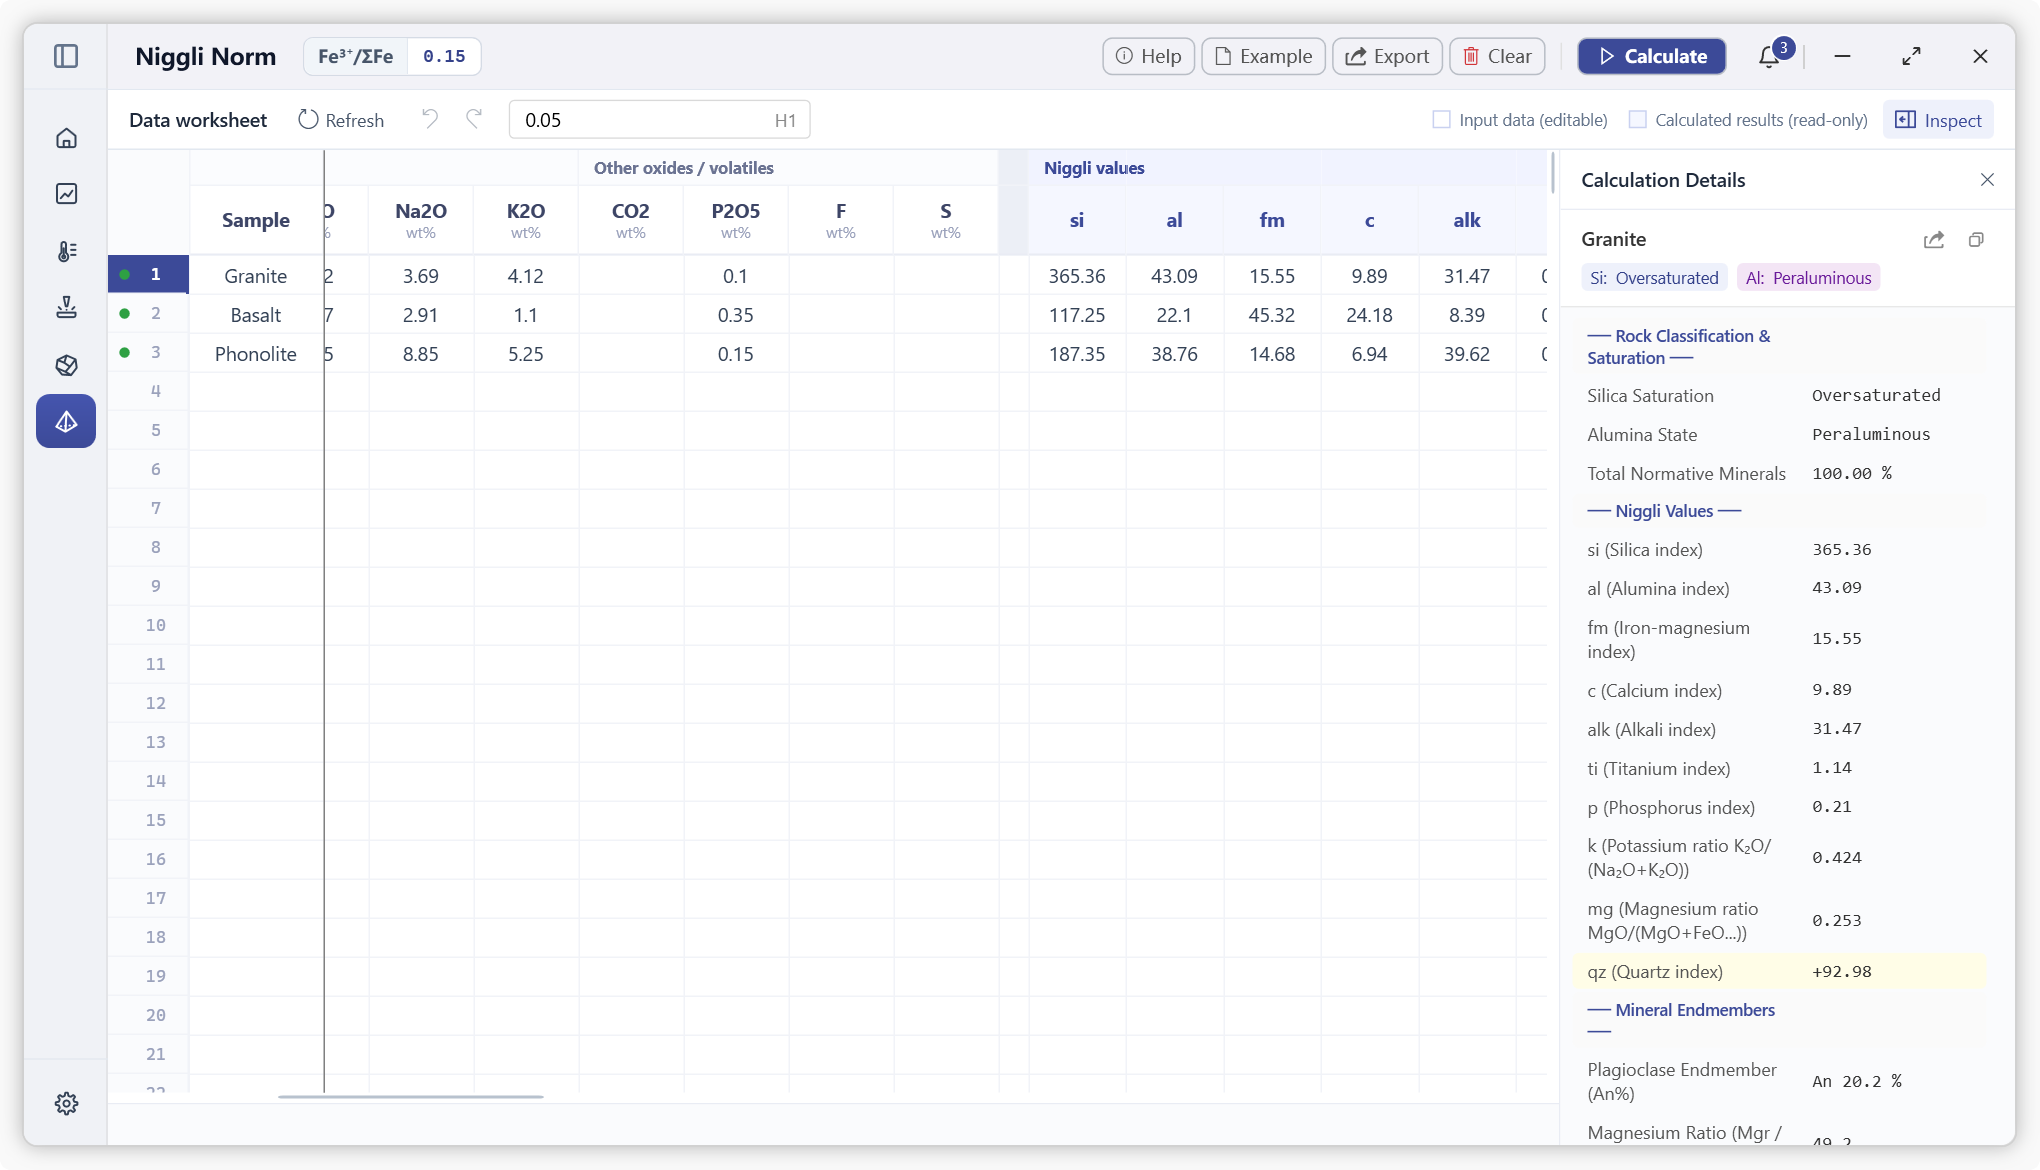 Niggli Norm
Fe³⁺/ΣFe 0.15
Help Example Export Clear Calculate 3
Data worksheet Refresh 0.05 H1
Input data (editable) Calculated results (read-only) Inspect
Other oxides / volatiles Niggli values
Sample O Na2O K2O CO2 P2O5 F S si al fm c alk
% wt% wt% wt% wt% wt% wt%
1 Granite 2 3.69 4.12 0.1 365.36 43.09 15.55 9.89 31.47
2 Basalt 7 2.91 1.1 0.35 117.25 22.1 45.32 24.18 8.39
3 Phonolite 5 8.85 5.25 0.15 187.35 38.76 14.68 6.94 39.62
4
5
6
7
8
9
10
11
12
13
14
15
16
17
18
19
20
21
22
Calculation Details
Granite
Si: Oversaturated Al: Peraluminous
Rock Classification &
Saturation
Silica Saturation Oversaturated
Alumina State Peraluminous
Total Normative Minerals 100.00 %
Niggli Values
si (Silica index) 365.36
al (Alumina index) 43.09
fm (Iron-magnesium
index) 15.55
c (Calcium index) 9.89
alk (Alkali index) 31.47
ti (Titanium index) 1.14
p (Phosphorus index) 0.21
k (Potassium ratio K₂O/
(Na₂O+K₂O)) 0.424
mg (Magnesium ratio
MgO/(MgO+FeO...)) 0.253
qz (Quartz index) +92.98
Mineral Endmembers
Plagioclase Endmember
(An%) An 20.2 %
Magnesium Ratio (Mgr / 49.2